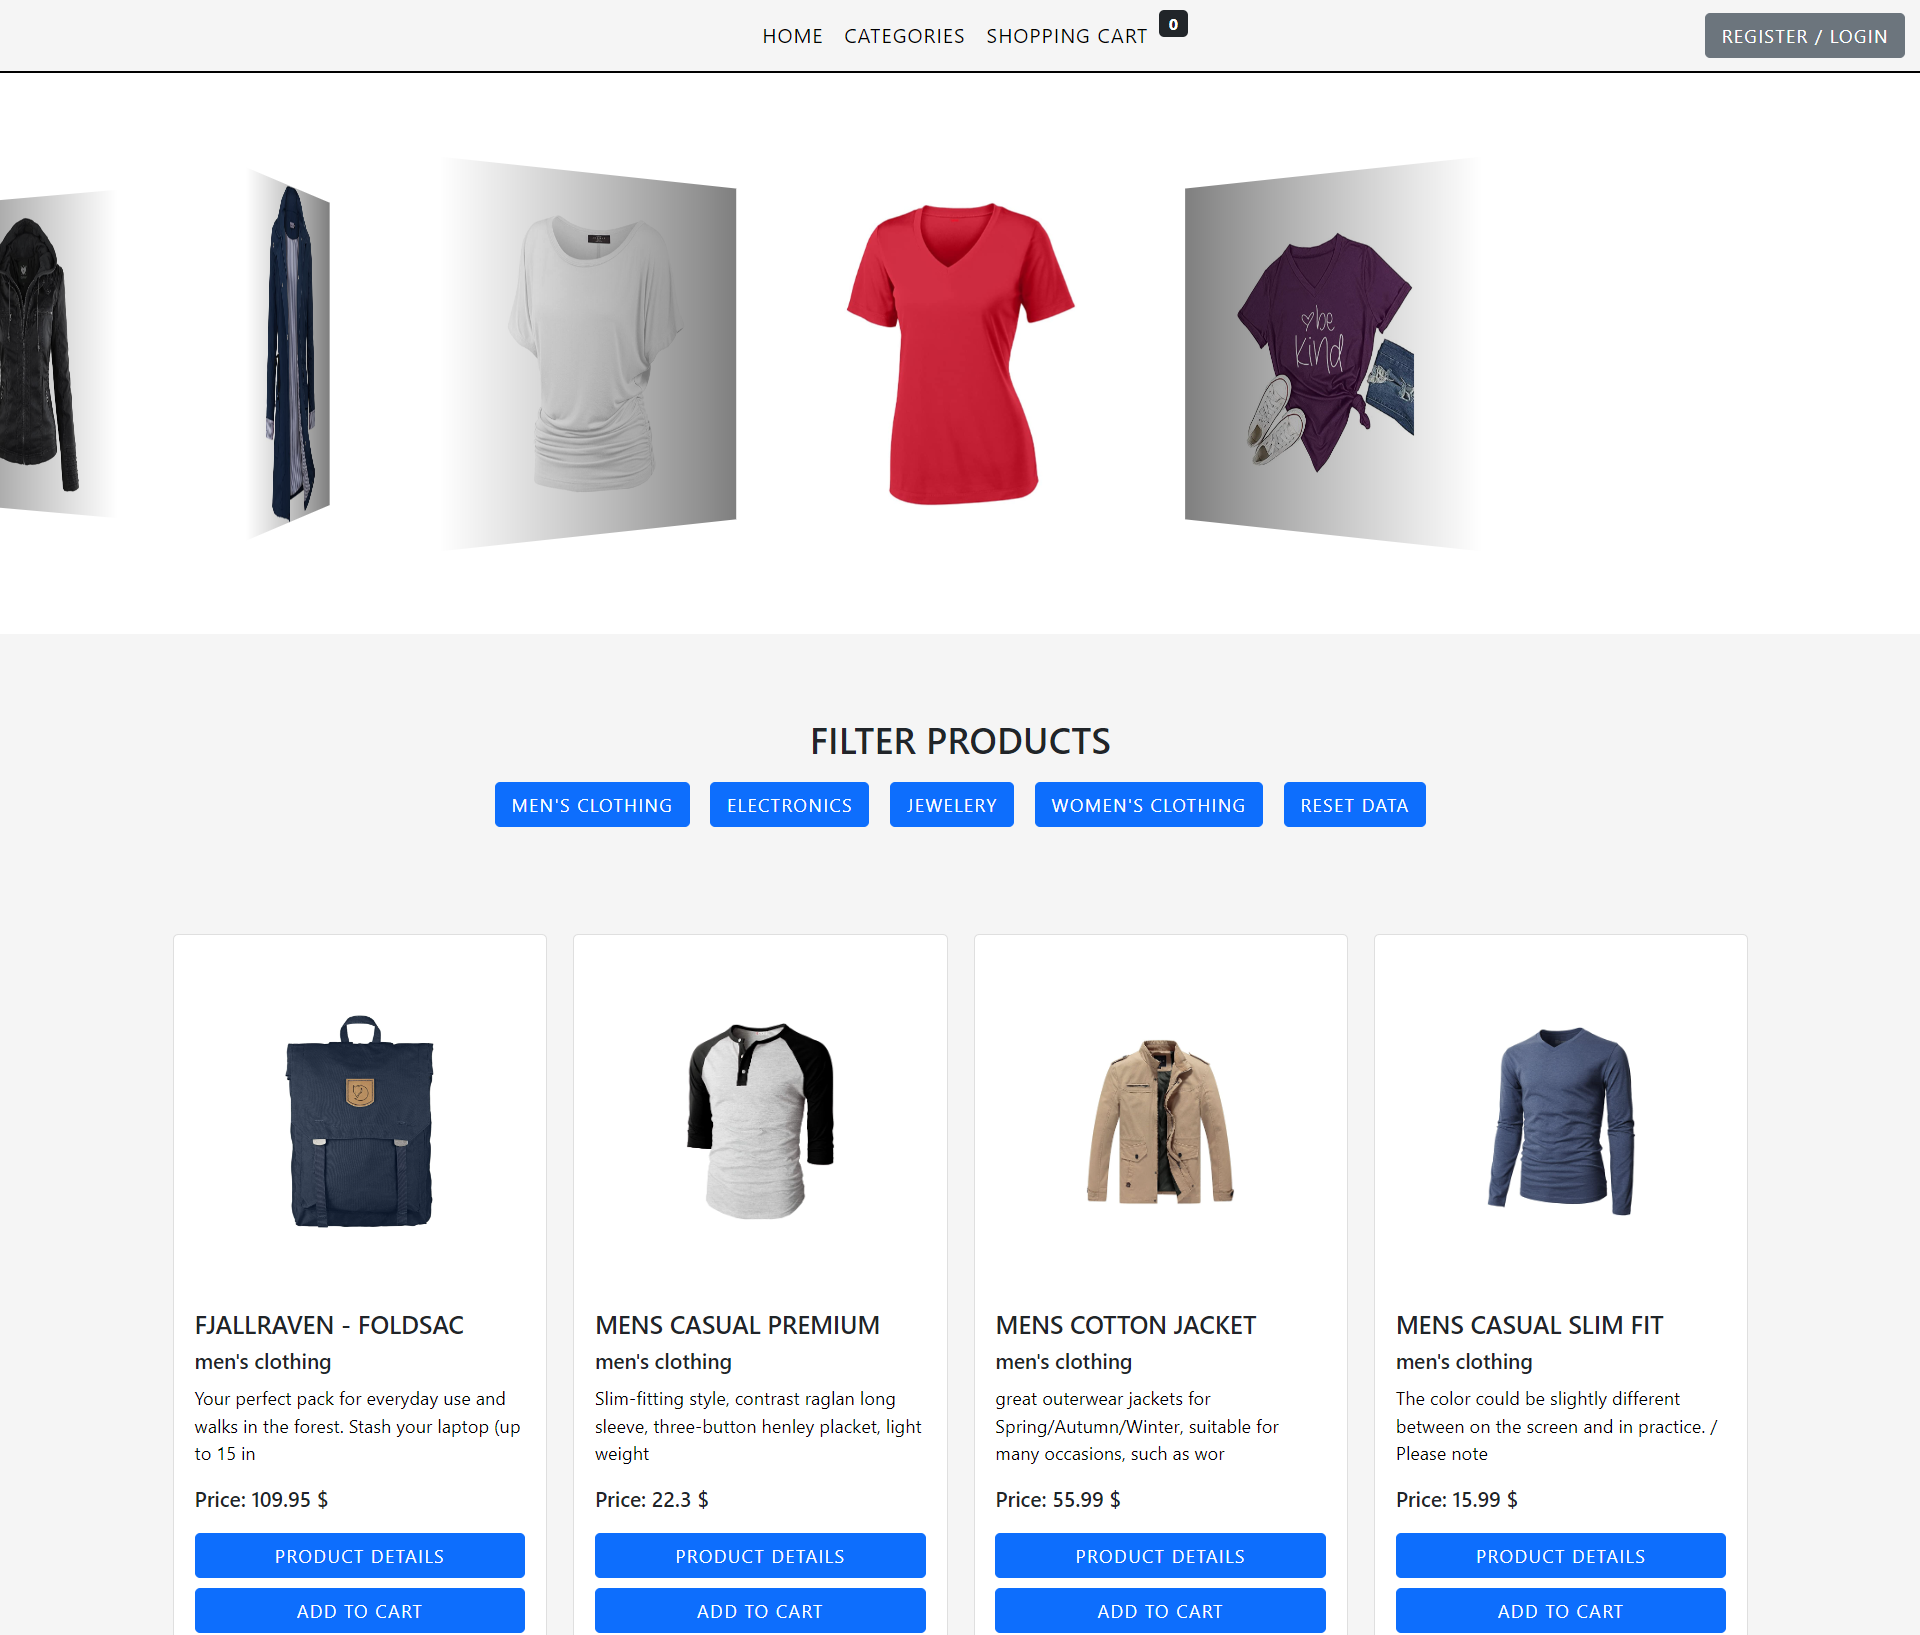 HOME CATEGORIES SHOPPING CART 0
REGISTER / LOGIN
be
kind
FILTER PRODUCTS
MEN'S CLOTHING
ELECTRONICS
JEWELERY
WOMEN'S CLOTHING
RESET DATA
FJALLRAVEN - FOLDSAC
men's clothing
Your perfect pack for everyday use and
walks in the forest. Stash your laptop (up
to 15 in
Price: 109.95 $
PRODUCT DETAILS
ADD TO CART
MENS CASUAL PREMIUM
men's clothing
Slim-fitting style, contrast raglan long
sleeve, three-button henley placket, light
weight
Price: 22.3 $
PRODUCT DETAILS
ADD TO CART
MENS COTTON JACKET
men's clothing
great outerwear jackets for
Spring/Autumn/Winter, suitable for
many occasions, such as wor
Price: 55.99 $
PRODUCT DETAILS
ADD TO CART
MENS CASUAL SLIM FIT
men's clothing
The color could be slightly different
between on the screen and in practice. /
Please note
Price: 15.99 $
PRODUCT DETAILS
ADD TO CART